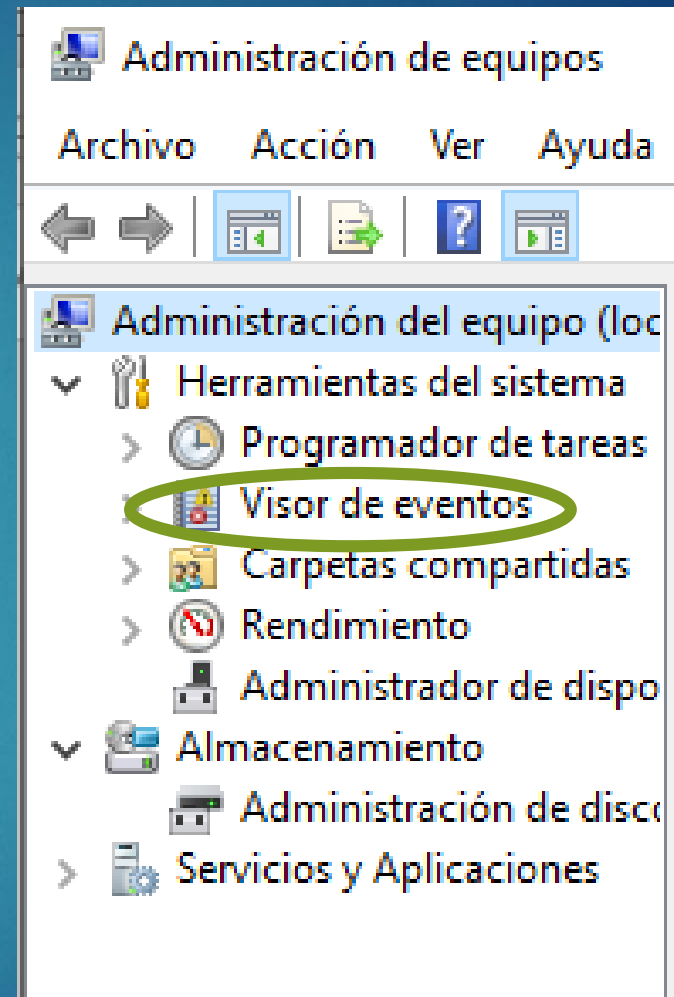 Administración de equipos
Archivo Acción Ver Ayuda
Administración del equipo (loc
Herramientas del sistema
Programador de tareas
Visor de eventos
Carpetas compartidas
Rendimiento
Administrador de dispo
Almacenamiento
Administración de disco
Servicios y Aplicaciones